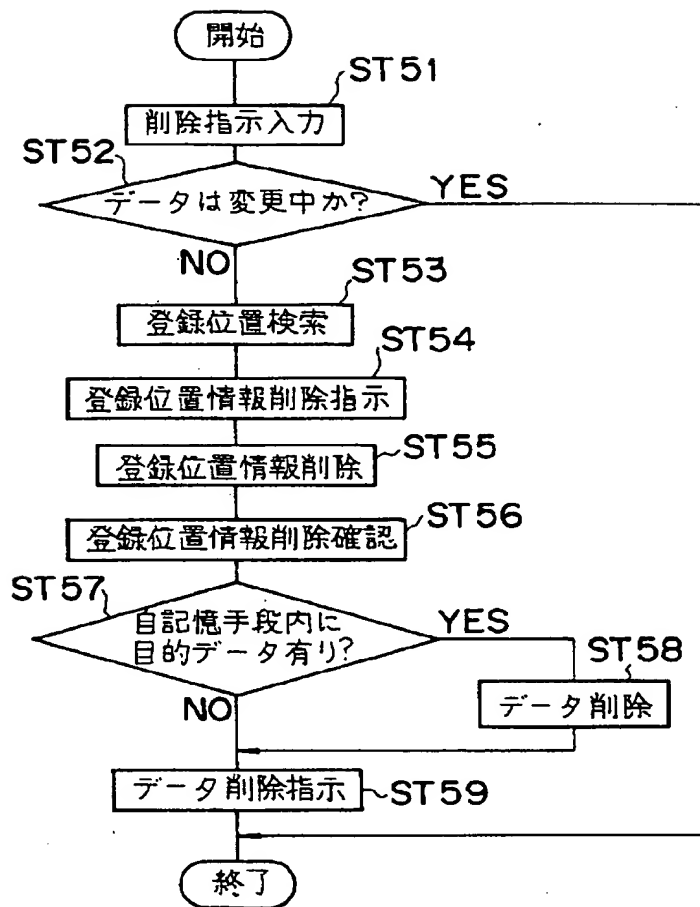 開始
ST51
削除指示入力
ST52
データは変更中か?
YES
NO
ST53
登録位置検索
ST54
登録位置情報削除指示
ST55
登録位置情報削除
ST56
登録位置情報削除確認
ST57
自記憶手段内に
目的データ有り?
YES
ST58
データ削除
NO
データ削除指示
ST59
終了